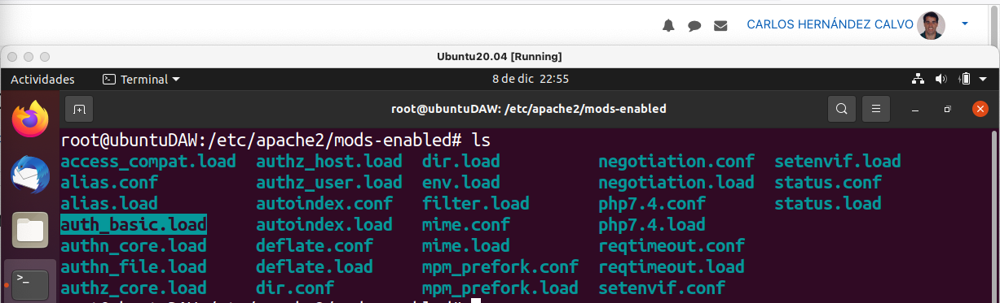 CARLOS HERNÁNDEZ CALVO
Ubuntu20.04 [Running]
Actividades Terminal 8 de dic 22:55
root@ubuntuDAW: /etc/apache2/mods-enabled
root@ubuntuDAW:/etc/apache2/mods-enabled# ls
access_compat.load authz_host.load dir.load negotiation.conf setenvif.load
alias.conf authz_user.load env.load negotiation.load status.conf
alias.load autoindex.conf filter.load php7.4.conf status.load
auth_basic.load autoindex.load mime.conf php7.4.load
authn_core.load deflate.conf mime.load reqtimeout.conf
authn_file.load deflate.load mpm_prefork.conf reqtimeout.load
authz_core.load dir.conf mpm_prefork.load setenvif.conf